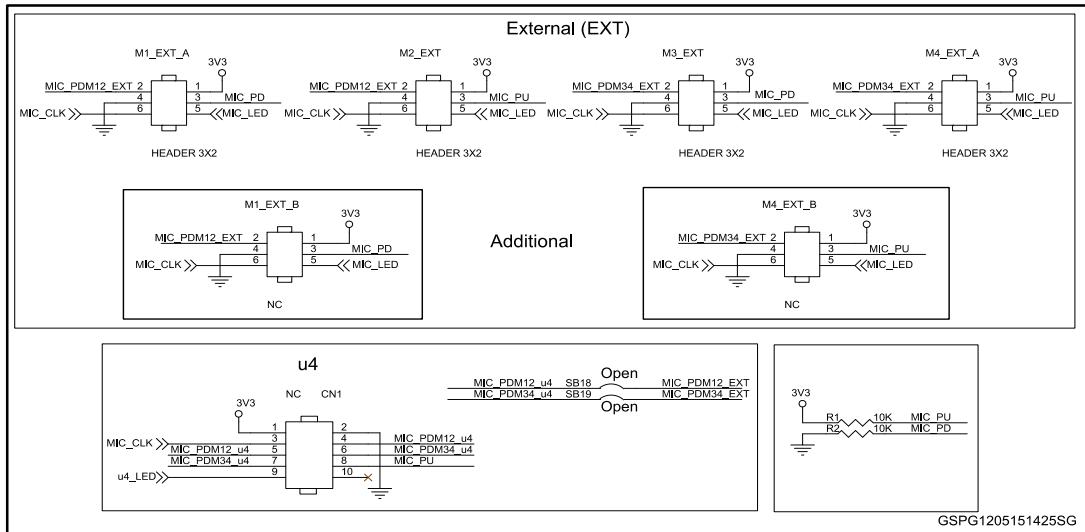 External (EXT)
M1_EXT_A M2_EXT M3_EXT M4_EXT_A
3V3 3V3 3V3 3V3
MIC_PDM12_EXT 2 1 MIC_PDM12_EXT 2 1 MIC_PDM34_EXT 2 1 MIC_PDM34_EXT 2 1
4 3 MIC_PD 4 3 MIC_PU 4 3 MIC_PD 4 3 MIC_PU
MIC_CLK 6 5 MIC_LED MIC_CLK 6 5 MIC_LED MIC_CLK 6 5 MIC_LED MIC_CLK 6 5 MIC_LED
HEADER 3X2 HEADER 3X2 HEADER 3X2 HEADER 3X2
M1_EXT_B M4_EXT_B
3V3 3V3
Additional
MIC_PDM12_EXT 2 1 MIC_PDM34_EXT 2 1
4 3 MIC_PD 4 3 MIC_PU
MIC_CLK 6 5 MIC_LED MIC_CLK 6 5 MIC_LED
NC NC
u4
NC CN1
3V3
1 2
MIC_CLK 3 4 MIC_PDM12_u4
MIC_PDM12_u4 5 6 MIC_PDM34_u4
MIC_PDM34_u4 7 8 MIC_PU
u4_LED 9 10
Open
MIC_PDM12_u4 SB18 MIC_PDM12_EXT
MIC_PDM34_u4 SB19 MIC_PDM34_EXT
Open
3V3
R1 10K MIC_PU
R2 10K MIC_PD
GSPG1205151425SG